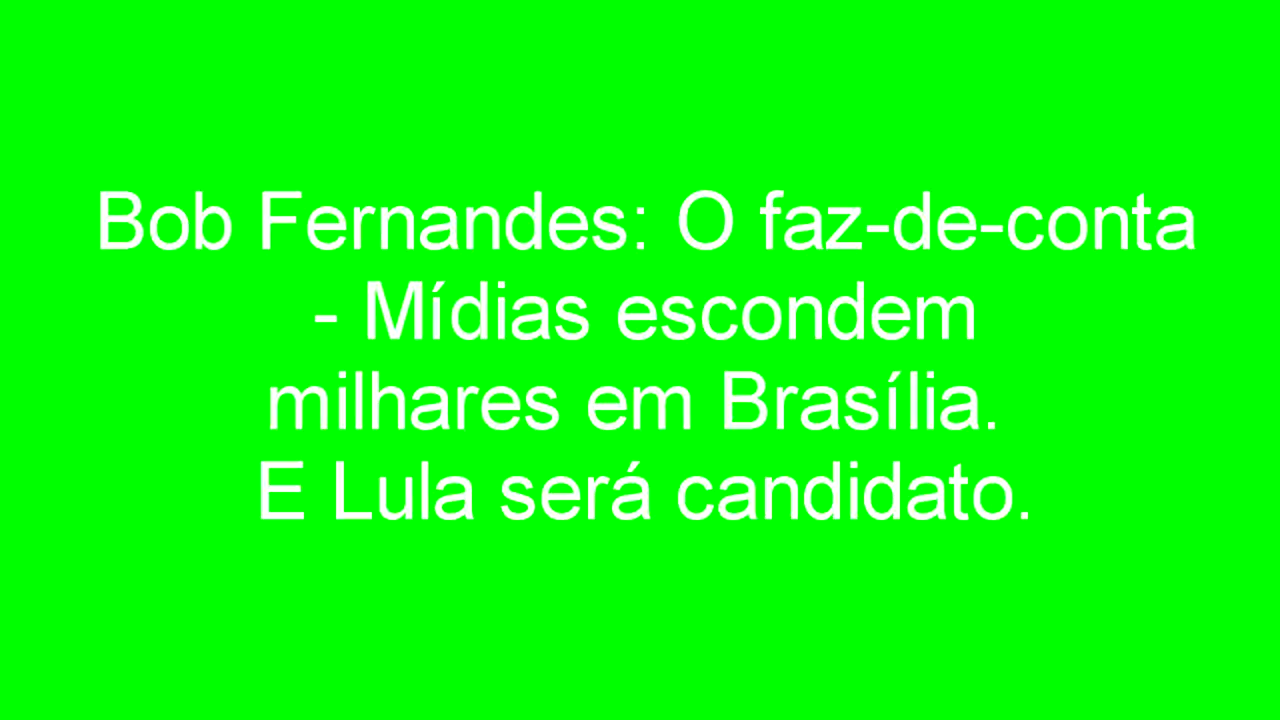 Bob Fernandes: O faz-de-conta
- Mídias escondem
milhares em Brasília.
E Lula será candidato.